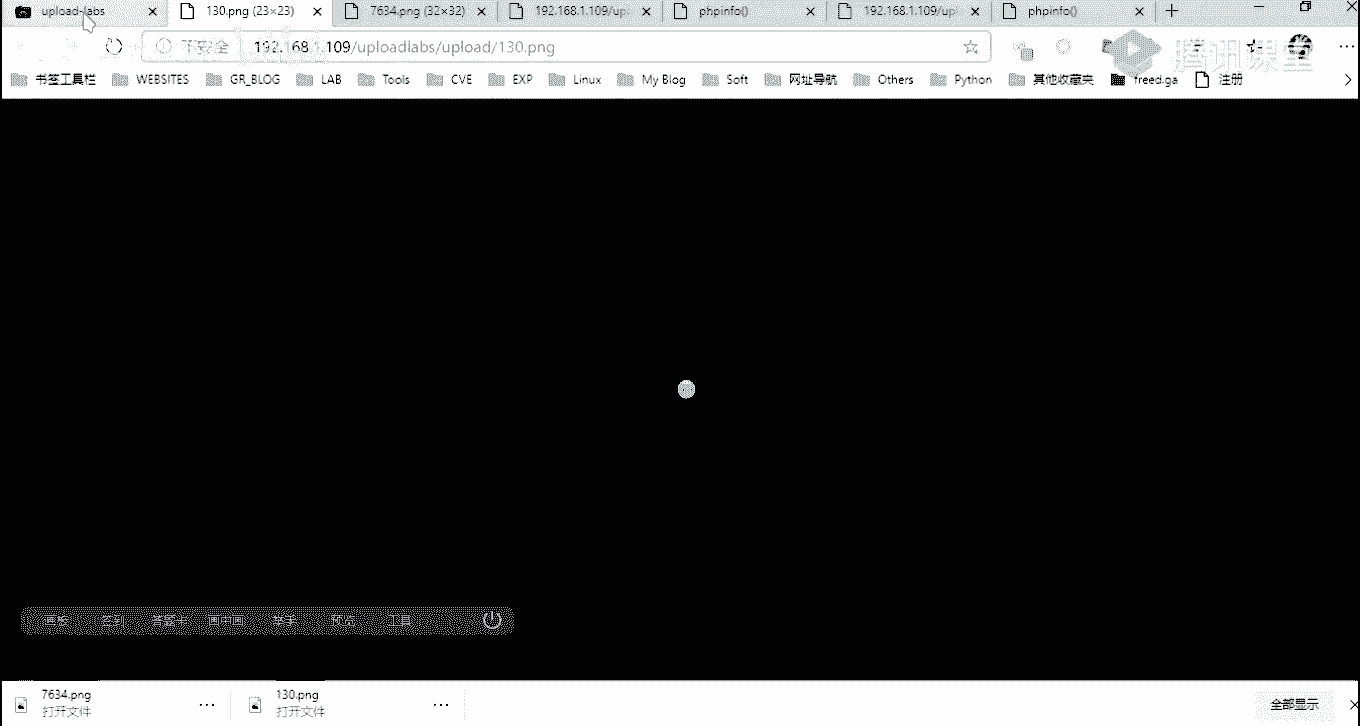 upload-labs 130.png (23×23) 7634.png (32×32) 192.168.1.109/up phpinfo() 192.168.1.109/upl phpinfo()
不安全 192.168.1.109/uploadlabs/upload/130.png
腾讯课堂
书签工具栏 WEBSITES GR_BLOG LAB Tools CVE EXP Linux My Blog Soft 网址导航 Others Python 其他收藏夹 freed.ga 注册
画板 签到 答题卡 画中画 举手 预览 工具
7634.png 130.png 全部显示
打开文件 打开文件